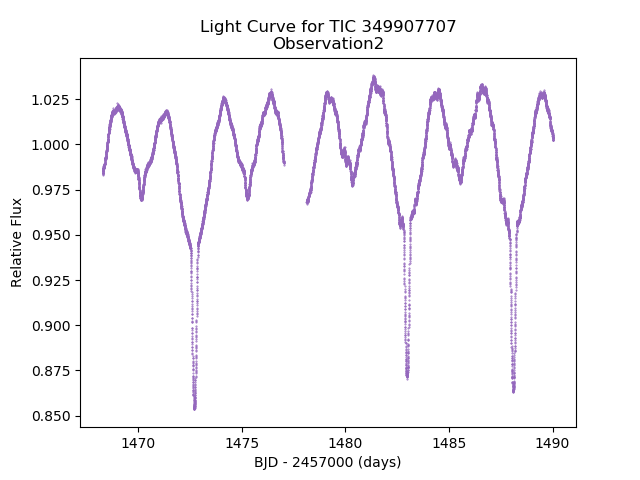 Light Curve for TIC 349907707
Observation2
1.025
1.000
0.975
0.950
0.925
0.900
0.875
0.850
Relative Flux
1470 1475 1480 1485 1490
BJD - 2457000 (days)